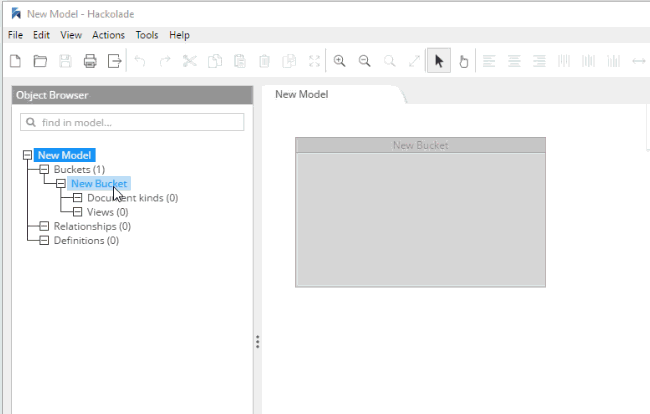 New Model - Hackolade
File Edit View Actions Tools Help
Object Browser
New Model
find in model...
New Bucket
New Model
Buckets (1)
New Bucket
Document kinds (0)
Views (0)
Relationships (0)
Definitions (0)